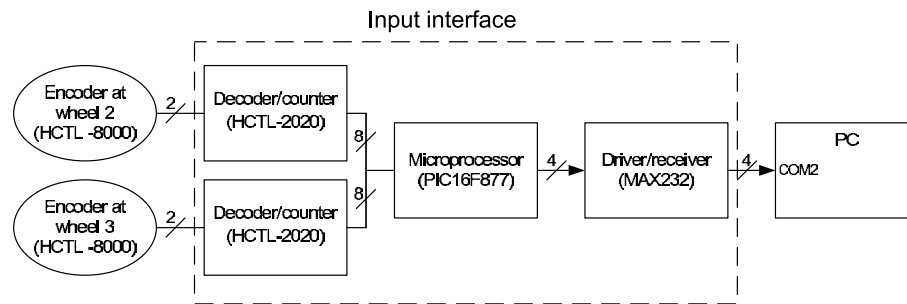 Input interface
Encoder at
wheel 2
(HCTL -8000)
2
Decoder/counter
(HCTL-2020)
8
Microprocessor
(PIC16F877)
4
Driver/receiver
(MAX232)
4
PC
COM2
Encoder at
wheel 3
(HCTL -8000)
2
Decoder/counter
(HCTL-2020)
8